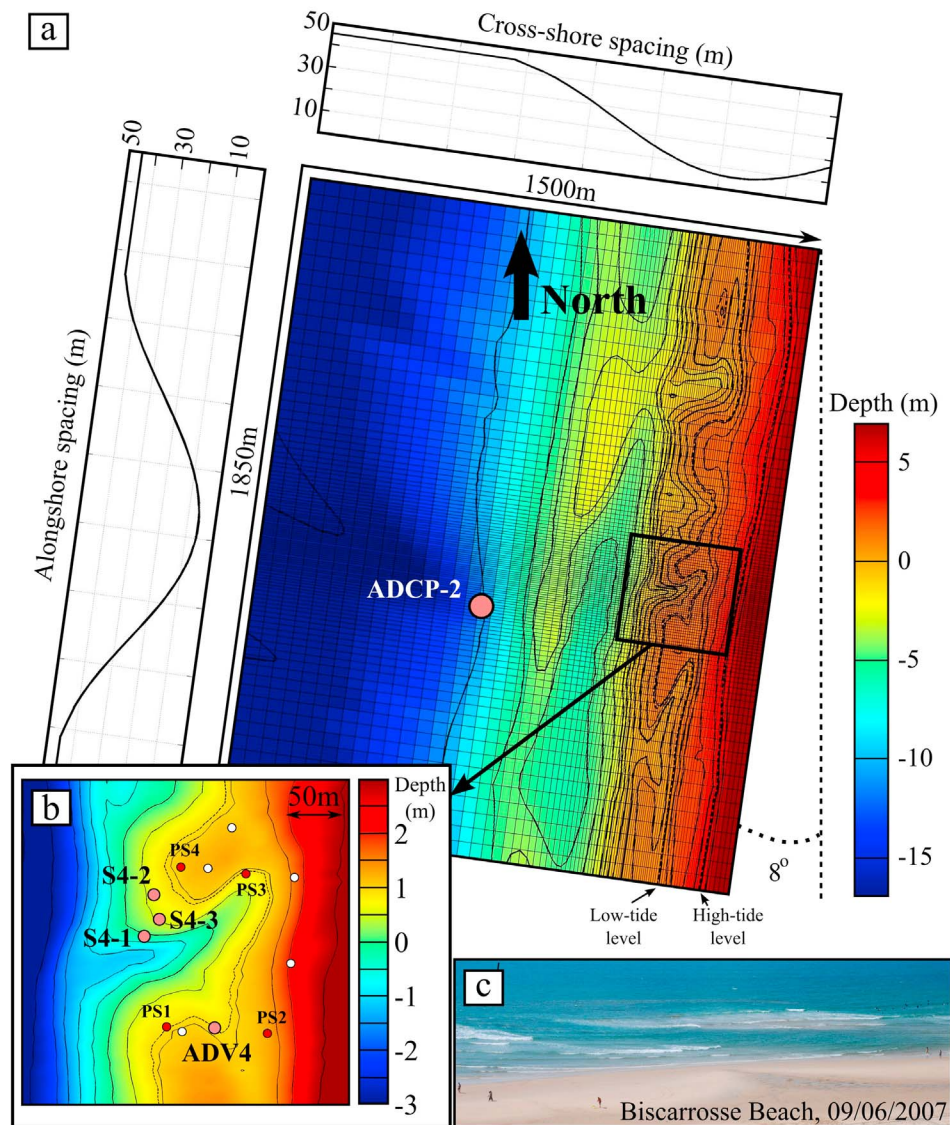 a
Cross-shore spacing (m)
50
30
10
50
30
10
Alongshore spacing (m)
1500m
1850m
North
ADCP-2
Depth (m)
5
0
-5
-10
-15
8°
Low-tide
level
High-tide
level
b
Depth
(m)
50m
2
1
0
-1
-2
-3
PS4
PS3
S4-2
S4-3
S4-1
PS1
PS2
ADV4
c
Biscarrosse Beach, 09/06/2007